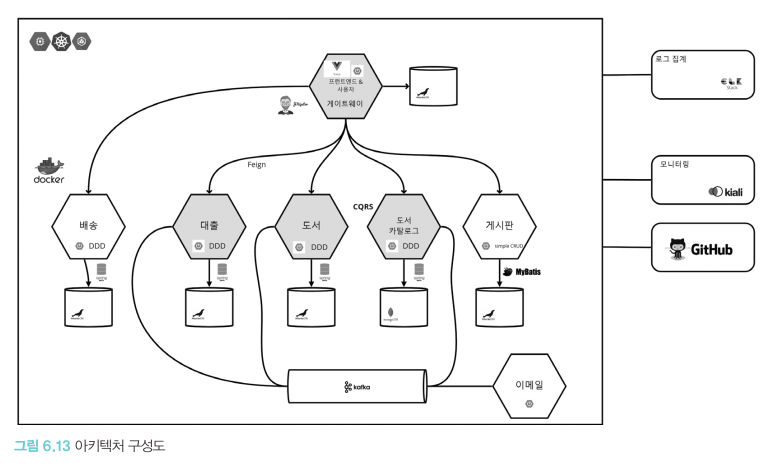 로그 집계
ELK
Stack
프런트엔드 &
사용자
게이트웨이
JHipster
모니터링
kiali
docker
Feign
CQRS
배송
DDD
대출
DDD
도서
DDD
도서
카탈로그
DDD
게시판
simple CRUD
GitHub
MyBatis
mongoDB
kafka
이메일
그림 6.13 아키텍처 구성도